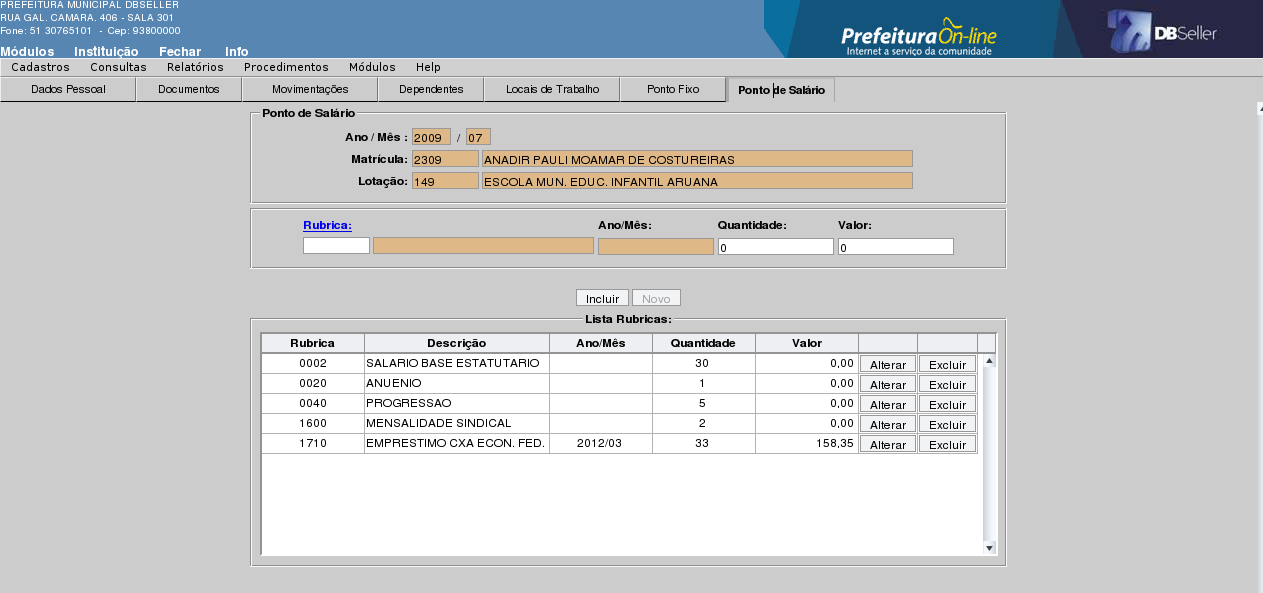 PREFEITURA MUNICIPAL DBSELLER
RUA GAL. CAMARA. 406 - SALA 301
Fone: 51 30765101 - Cep: 93800000
PrefeituraOn-line
Internet a serviço da comunidade
DBSeller
Módulos Instituição Fechar Info
Cadastros Consultas Relatórios Procedimentos Módulos Help
Dados Pessoal Documentos Movimentações Dependentes Locais de Trabalho Ponto Fixo Ponto de Salário
Ponto de Salário
Ano / Mês : 2009 / 07
Matrícula: 2309 ANADIR PAULI MOAMAR DE COSTUREIRAS
Lotação: 149 ESCOLA MUN. EDUC. INFANTIL ARUANA
Rubrica: Ano/Mês: Quantidade: Valor:
0 0
Incluir Novo
Lista Rubricas:
Rubrica Descrição Ano/Mês Quantidade Valor
0002 SALARIO BASE ESTATUTARIO 30 0,00 Alterar Excluir
0020 ANUENIO 1 0,00 Alterar Excluir
0040 PROGRESSAO 5 0,00 Alterar Excluir
1600 MENSALIDADE SINDICAL 2 0,00 Alterar Excluir
1710 EMPRESTIMO CXA ECON. FED. 2012/03 33 158,35 Alterar Excluir